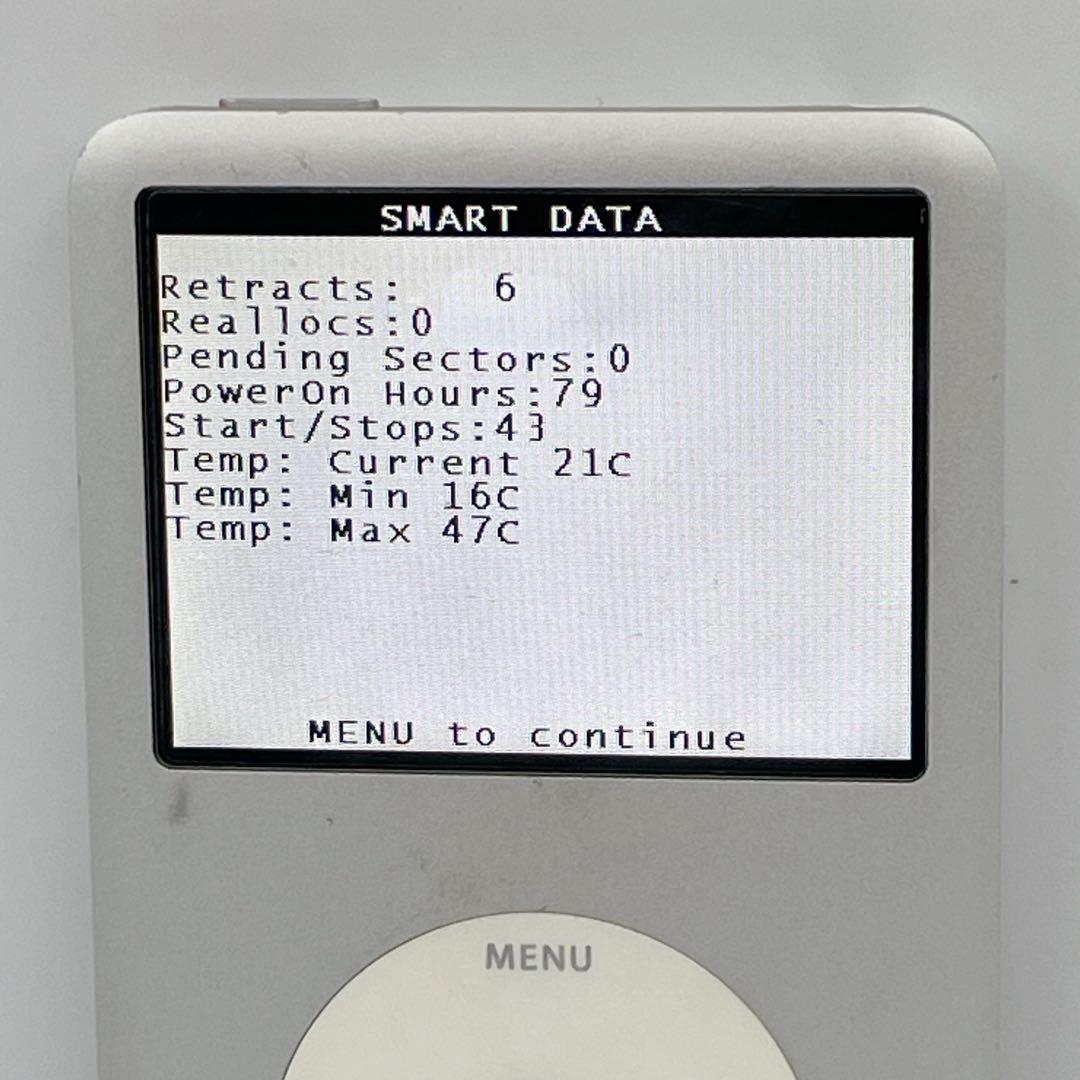 SMART DATA
Retracts: 6
Reallocs:0
Pending Sectors:0
PowerOn Hours:79
Start/Stops:43
Temp: Current 21C
Temp: Min 16C
Temp: Max 47C
MENU to continue
MENU